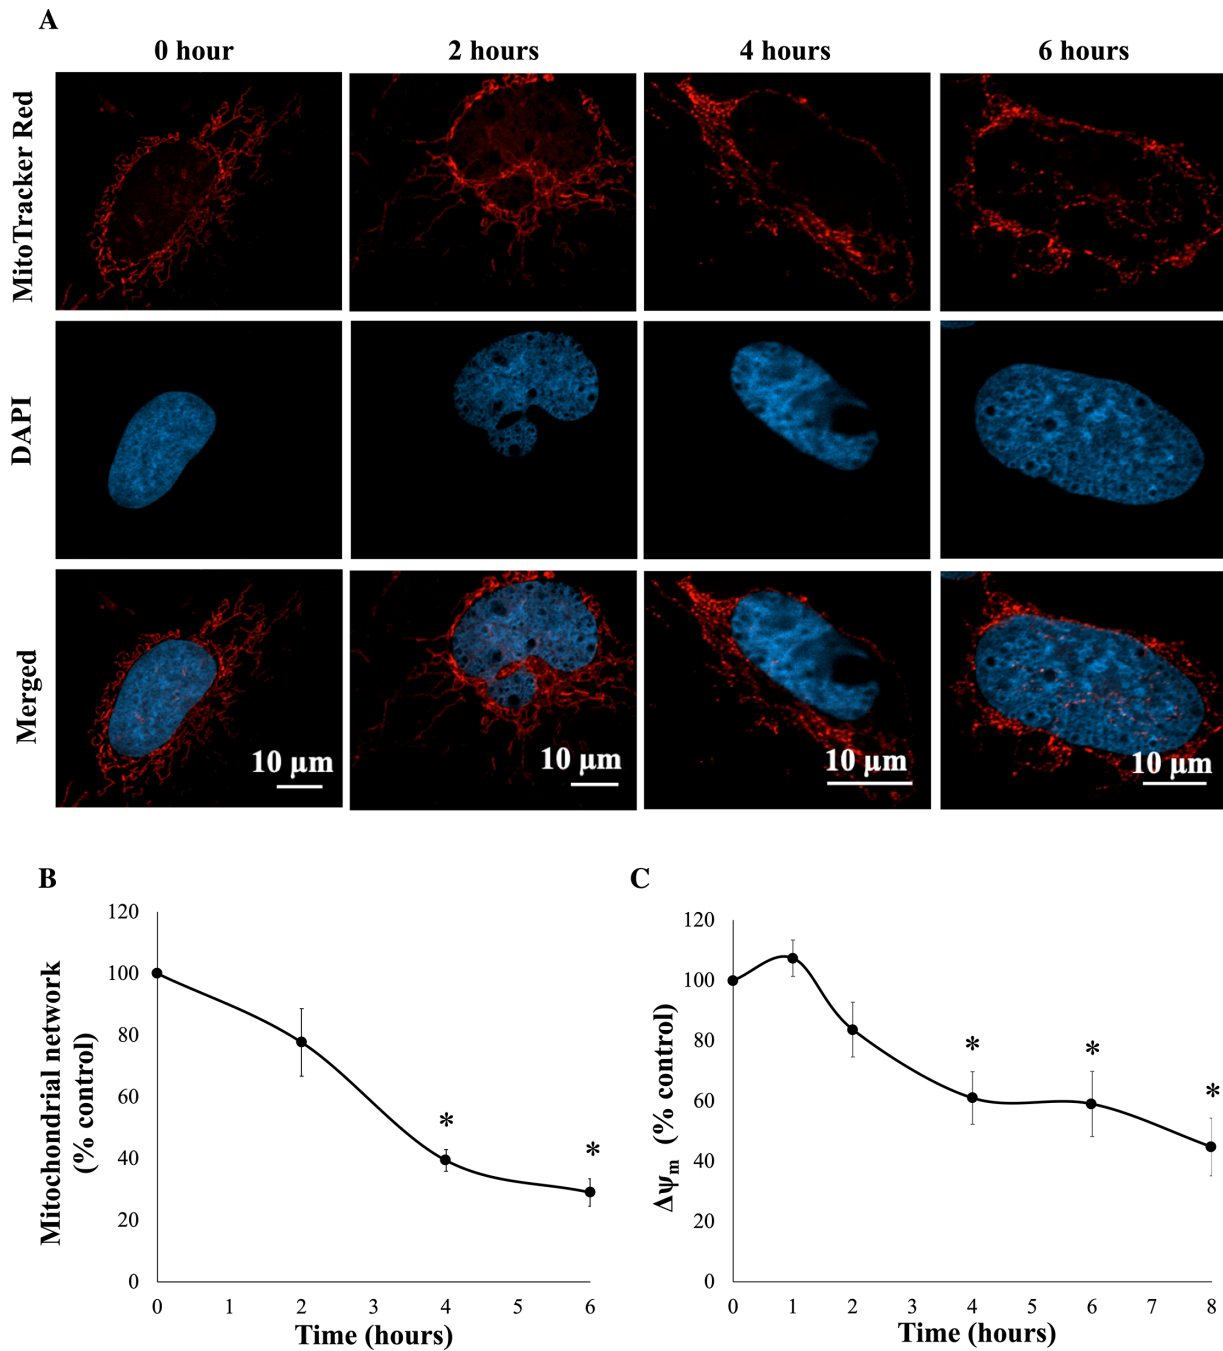 A
0 hour
2 hours
4 hours
6 hours
MitoTracker Red
DAPI
Merged
10 µm
10 µm
10 µm
10 µm
B
Mitochondrial network
(% control)
120
100
80
60
40
20
0
*
*
0 1 2 3 4 5 6
Time (hours)
C
Δψm (% control)
120
100
80
60
40
20
0
*
*
*
0 1 2 3 4 5 6 7 8
Time (hours)